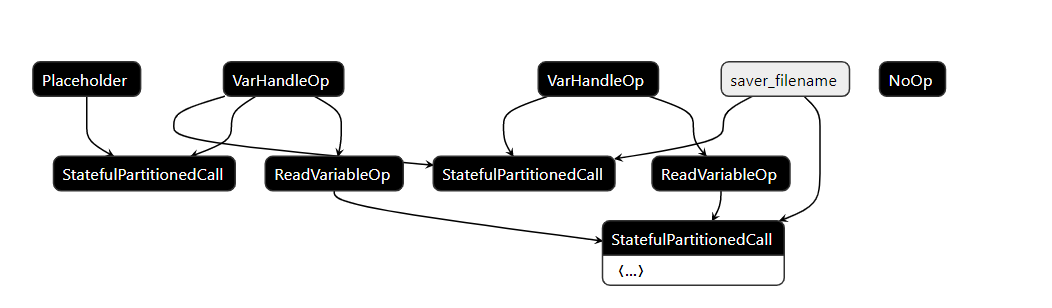 Placeholder
VarHandleOp
VarHandleOp
saver_filename
NoOp
StatefulPartitionedCall
ReadVariableOp
StatefulPartitionedCall
ReadVariableOp
StatefulPartitionedCall
⟨…⟩